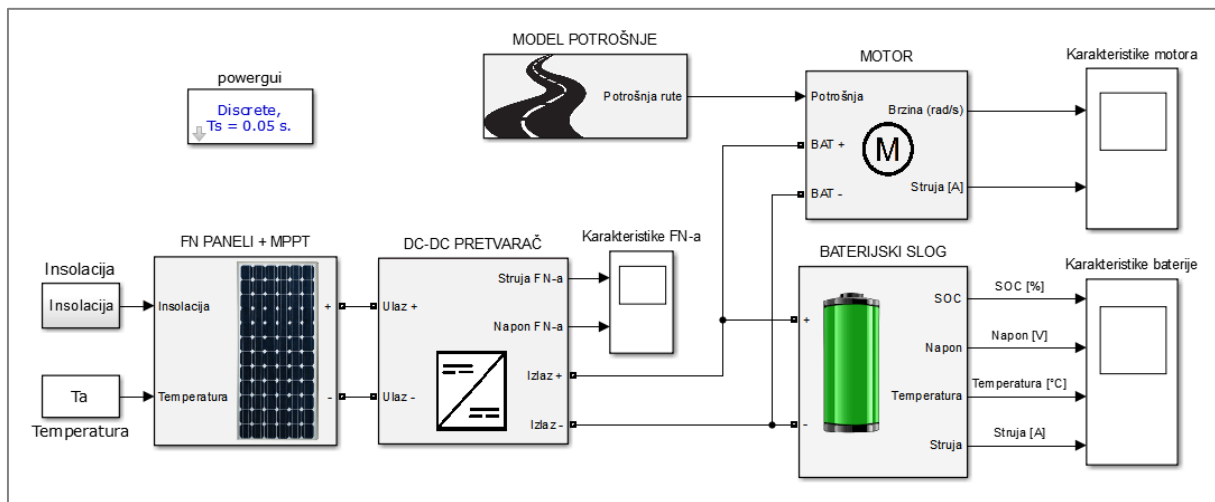 powergui
Discrete,
Ts = 0.05 s.
MODEL POTROŠNJE
Potrošnja rute
MOTOR
Potrošnja
BAT +
BAT -
Brzina (rad/s)
M
Struja [A]
Karakteristike motora
Insolacija
Insolacija
Ta
Temperatura
FN PANELI + MPPT
Insolacija
Temperatura
+
-
DC-DC PRETVARAČ
Ulaz +
Ulaz -
Struja FN-a
Napon FN-a
Izlaz +
Izlaz -
Karakteristike FN-a
BATERIJSKI SLOG
+
-
SOC
Napon
Temperatura
Struja
SOC [%]
Napon [V]
Temperatura [°C]
Struja [A]
Karakteristike baterije